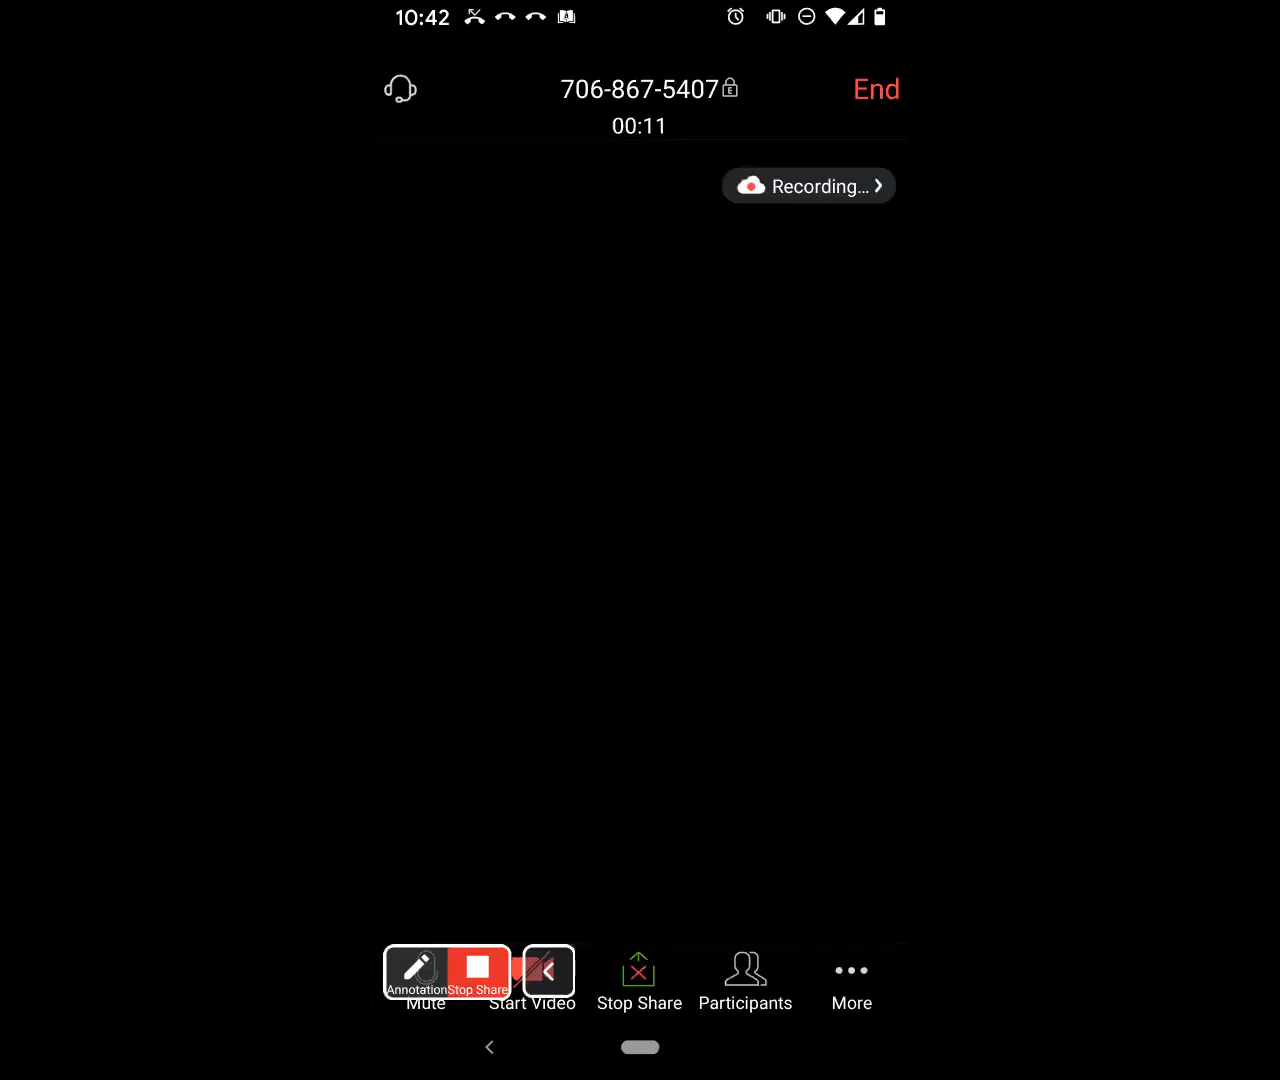 10:42
706-867-5407
End
00:11
Recording...
Annotation Stop Share
Mute Start Video Stop Share Participants More